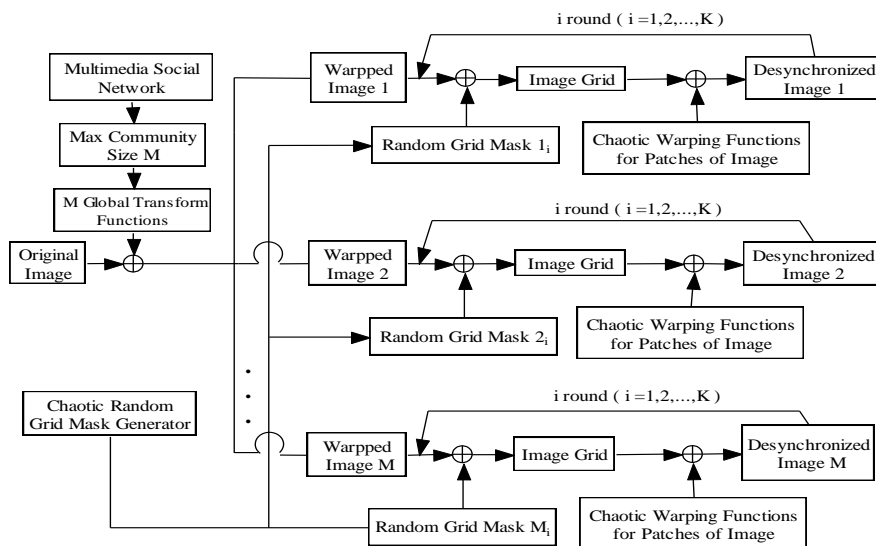 Multimedia Social
Network
Max Community
Size M
M Global Transform
Functions
Original
Image
Chaotic Random
Grid Mask Generator
i round ( i =1,2,...,K )
Warpped
Image 1
Image Grid
Desynchronized
Image 1
Random Grid Mask 1i
Chaotic Warping Functions
for Patches of Image
i round ( i =1,2,...,K )
Warpped
Image 2
Image Grid
Desynchronized
Image 2
Random Grid Mask 2i
Chaotic Warping Functions
for Patches of Image
i round ( i =1,2,...,K )
Warpped
Image M
Image Grid
Desynchronized
Image M
Random Grid Mask Mi
Chaotic Warping Functions
for Patches of Image